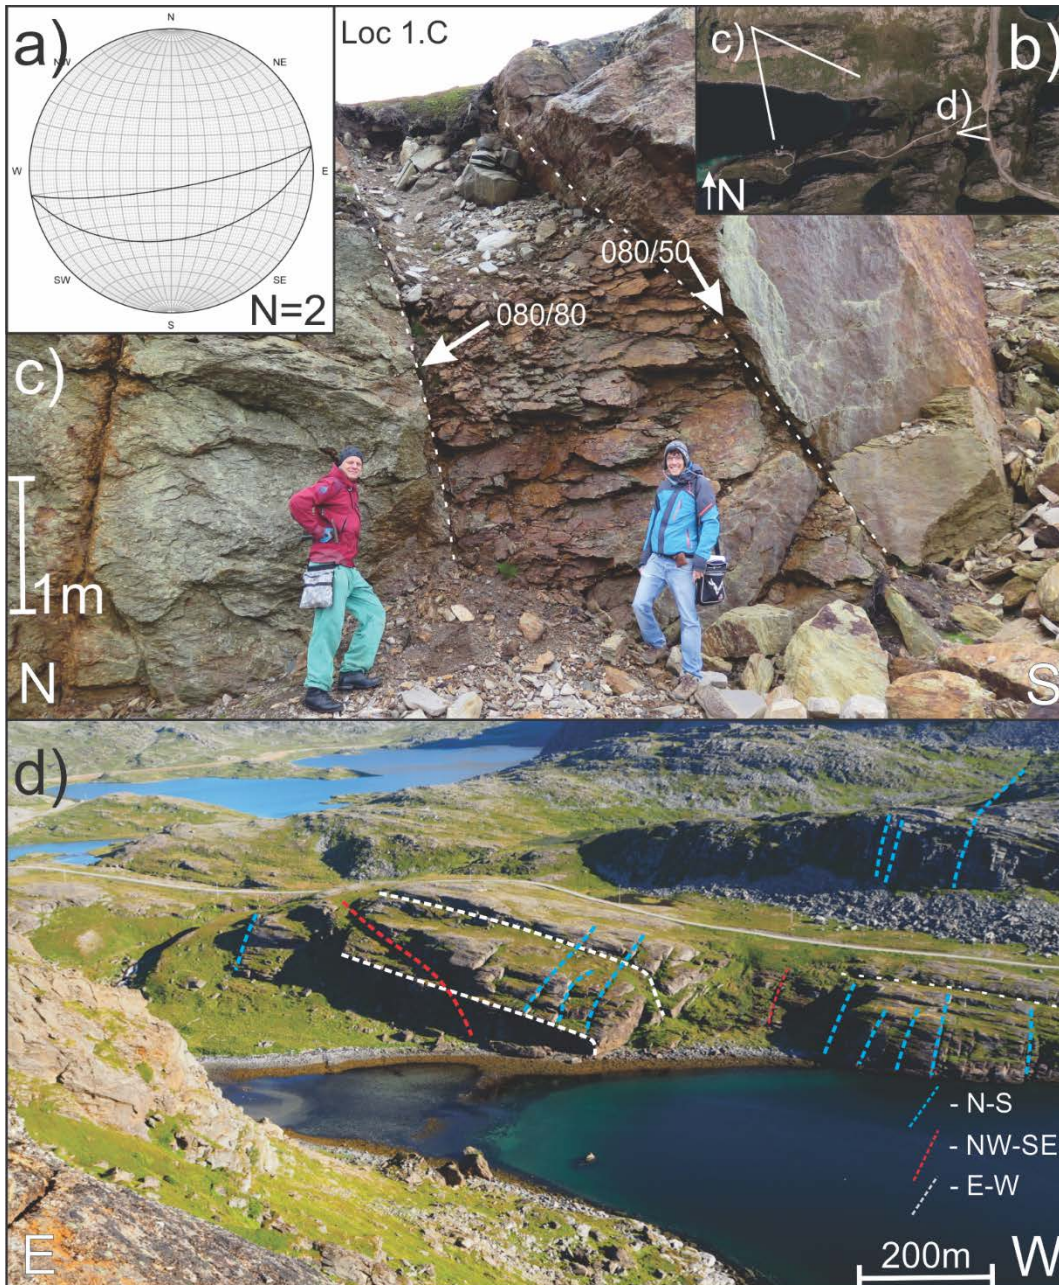 a)
N
NW
NE
W
E
SW
SE
S
N=2
Loc 1.C
b)
c)
d)
N
c)
080/80
080/50
1m
N
S
d)
- N-S
- NW-SE
- E-W
E
200m
W